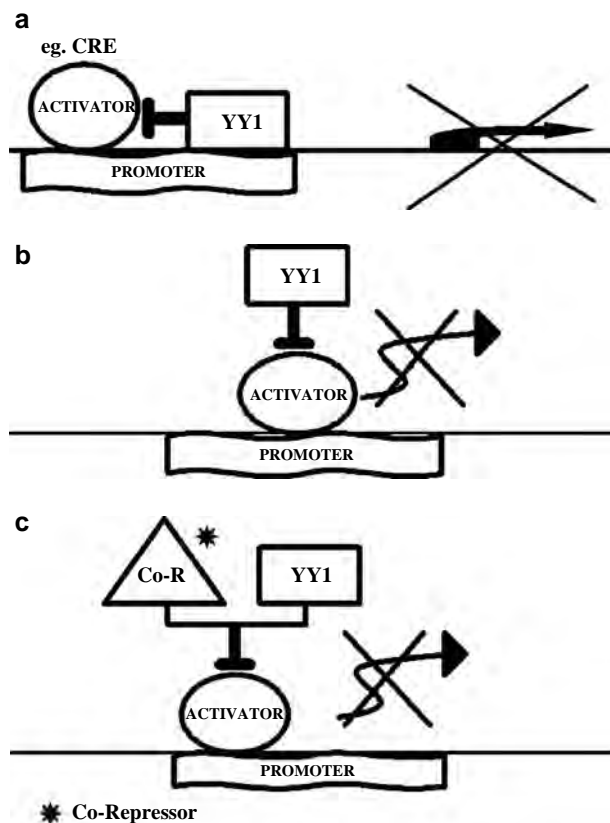 a
eg. CRE
ACTIVATOR
YY1
PROMOTER
b
YY1
ACTIVATOR
PROMOTER
c
Co-R
YY1
ACTIVATOR
PROMOTER
Co-Repressor